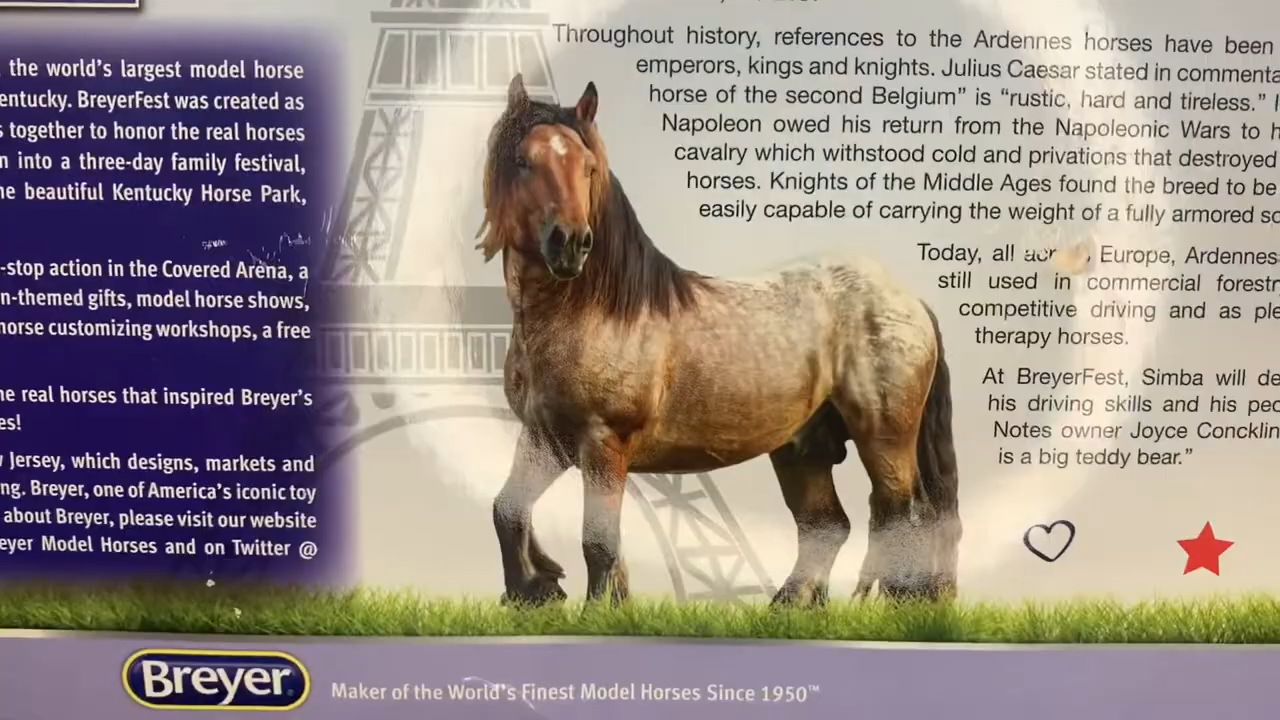 the world's largest model horse
entucky. BreyerFest was created as
together to honor the real horses
n into a three-day family festival,
he beautiful Kentucky Horse Park,
-stop action in the Covered Arena, a
n-themed gifts, model horse shows,
horse customizing workshops, a free
he real horses that inspired Breyer's
es!
Jersey, which designs, markets and
ng. Breyer, one of America's iconic toy
about Breyer, please visit our website
eyer Model Horses and on Twitter @
Throughout history, references to the Ardennes horses have been
emperors, kings and knights. Julius Caesar stated in commenta
horse of the second Belgium" is "rustic, hard and tireless."
Napoleon owed his return from the Napoleonic Wars to h
cavalry which withstood cold and privations that destroyed
horses. Knights of the Middle Ages found the breed to be
easily capable of carrying the weight of a fully armored so
Today, all Europe, Ardennes
still used in commercial forestr
competitive driving and as ple
therapy horses.
At BreyerFest, Simba will de
his driving skills and his peo
Notes owner Joyce Concklin
is a big teddy bear."
Breyer
Maker of the World's Finest Model Horses Since 1950™